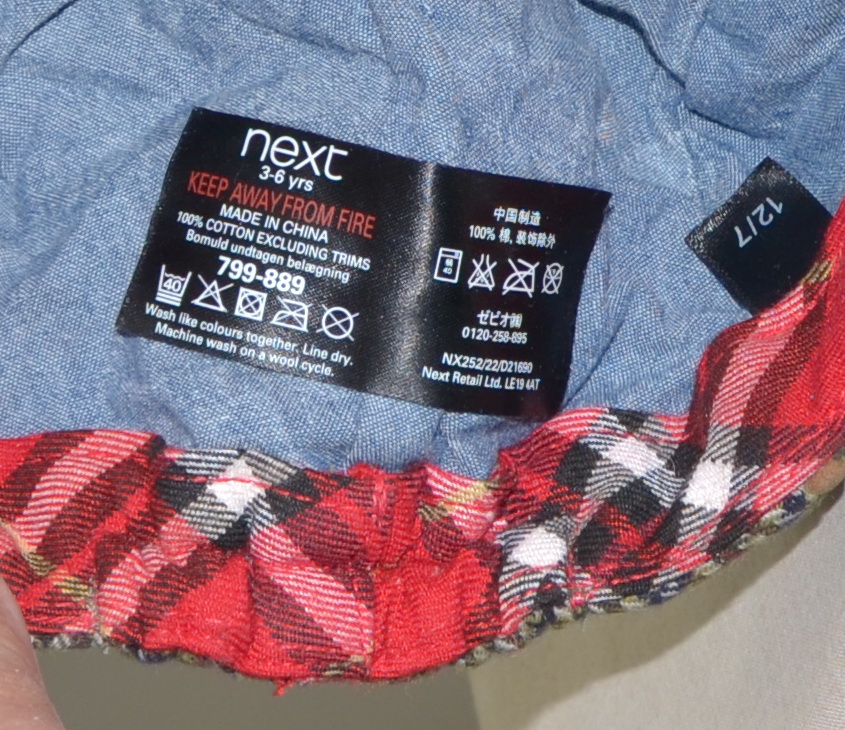 next
3-6 yrs
KEEP AWAY FROM FIRE
MADE IN CHINA
100% COTTON EXCLUDING TRIMS
Bomuld undtagen belægning
799-889
40
Wash like colours together. Line dry.
Machine wash on a wool cycle.
中国制造
100% 棉, 装饰除外
40
ゼビオ㈱
0120-258-895
NX252/22/D21690
Next Retail Ltd. LE19 4AT
12/7